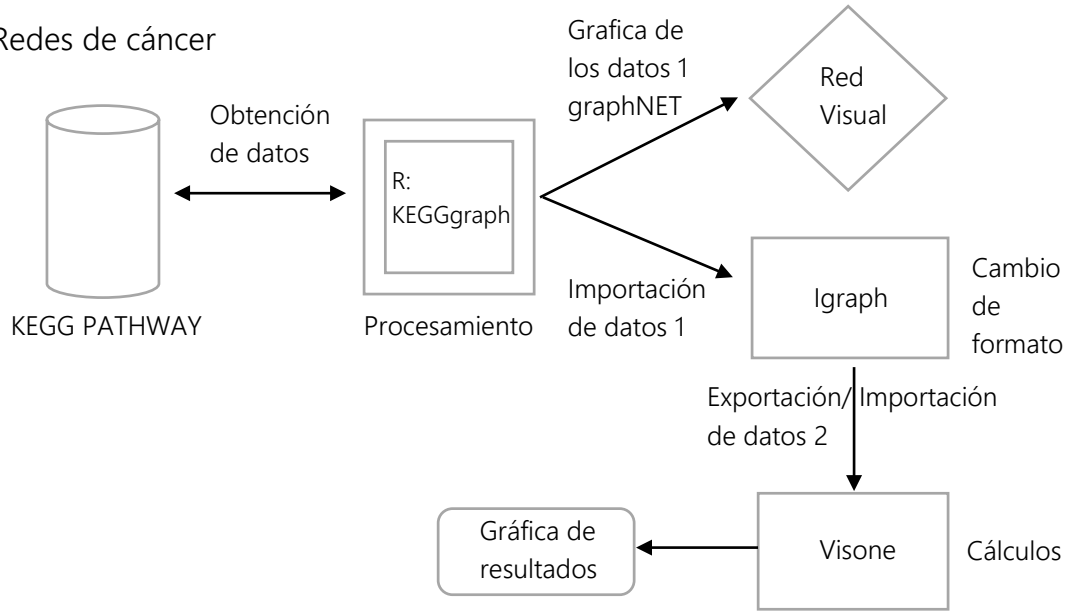 Redes de cáncer
Obtención
de datos
KEGG PATHWAY
R:
KEGGgraph
Procesamiento
Grafica de
los datos 1
graphNET
Red
Visual
Importación
de datos 1
Igraph
Cambio
de
formato
Exportación/ Importación
de datos 2
Visone
Cálculos
Gráfica de
resultados